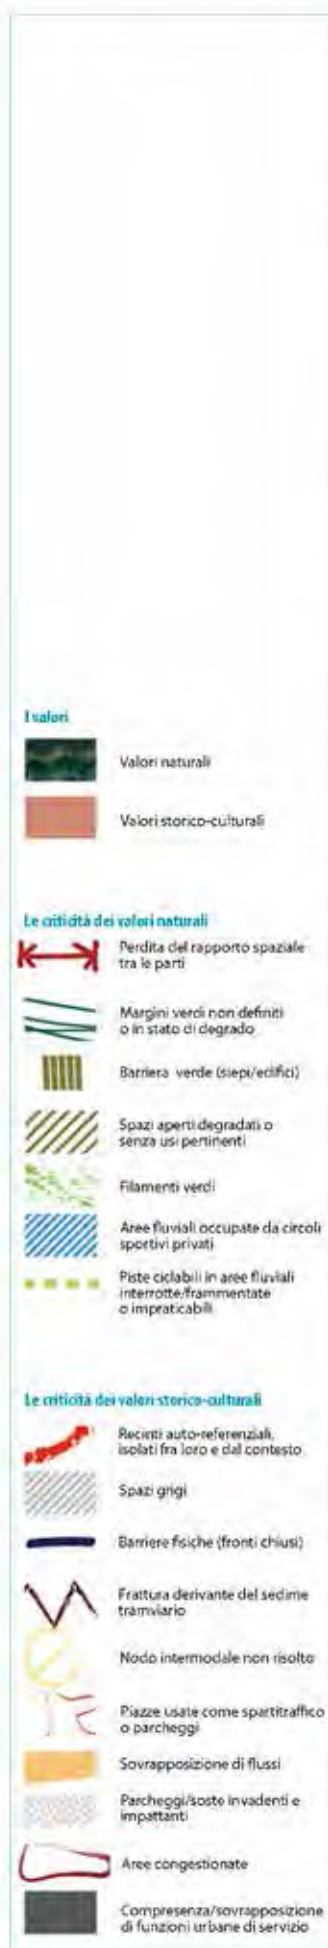 I valori
Valori naturali
Valori storico-culturali
Le criticità dei valori naturali
Perdita del rapporto spaziale
tra le parti
Margini verdi non definiti
o in stato di degrado
Barriera verde (siepi/edifici)
Spazi aperti degradati o
senza usi pertinenti
Filamenti verdi
Aree fluviali occupate da circoli
sportivi privati
Piste ciclabili in aree fluviali
interrotte/frammentate
o impraticabili
Le criticità dei valori storico-culturali
Recinti auto-referenziali,
isolati fra loro e dal contesto
Spazi grigi
Barriere fisiche (fronti chiusi)
Frattura derivante del sedime
tramviario
Nodo intermodale non risolto
Piazze usate come spartitraffico
o parcheggi
Sovrapposizione di flussi
Parcheggi/soste invadenti e
impattanti
Aree congestionate
Compresenza/sovrapposizione
di funzioni urbane di servizio